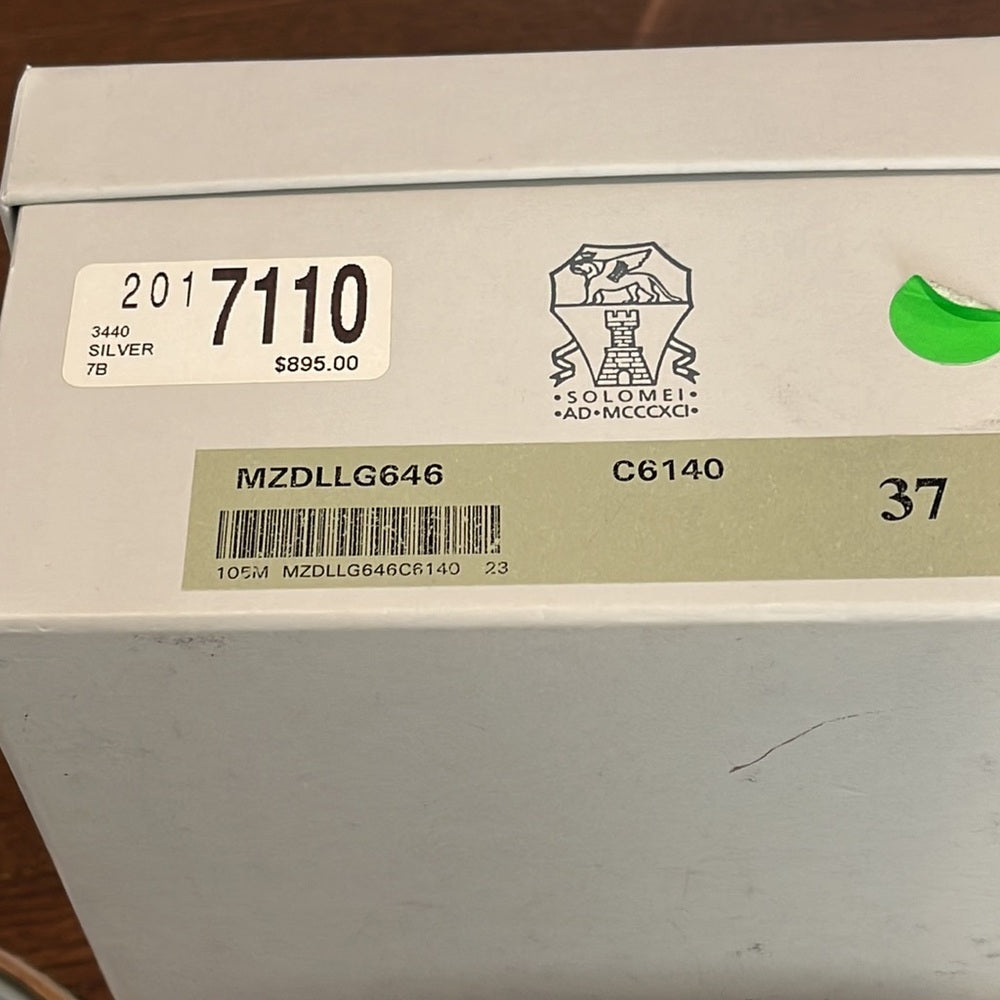 201 7110
3440
SILVER
7B $895.00
•SOLOMEI•
•AD•MCCCXCI•
MZDLLG646 C6140 37
105M MZDLLG646C6140 23